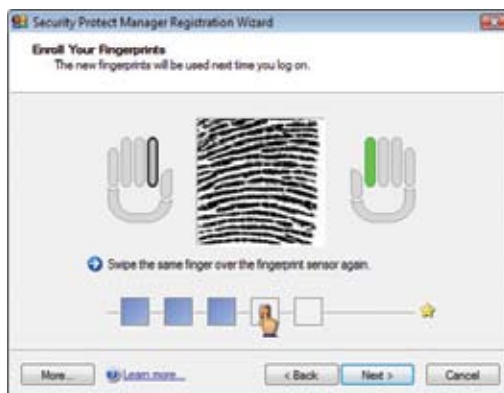 Security Protect Manager Registration Wizard
Enroll Your Fingerprints
The new fingerprints will be used next time you log on.
Swipe the same finger over the fingerprint sensor again.
More... Learn more... < Back Next > Cancel